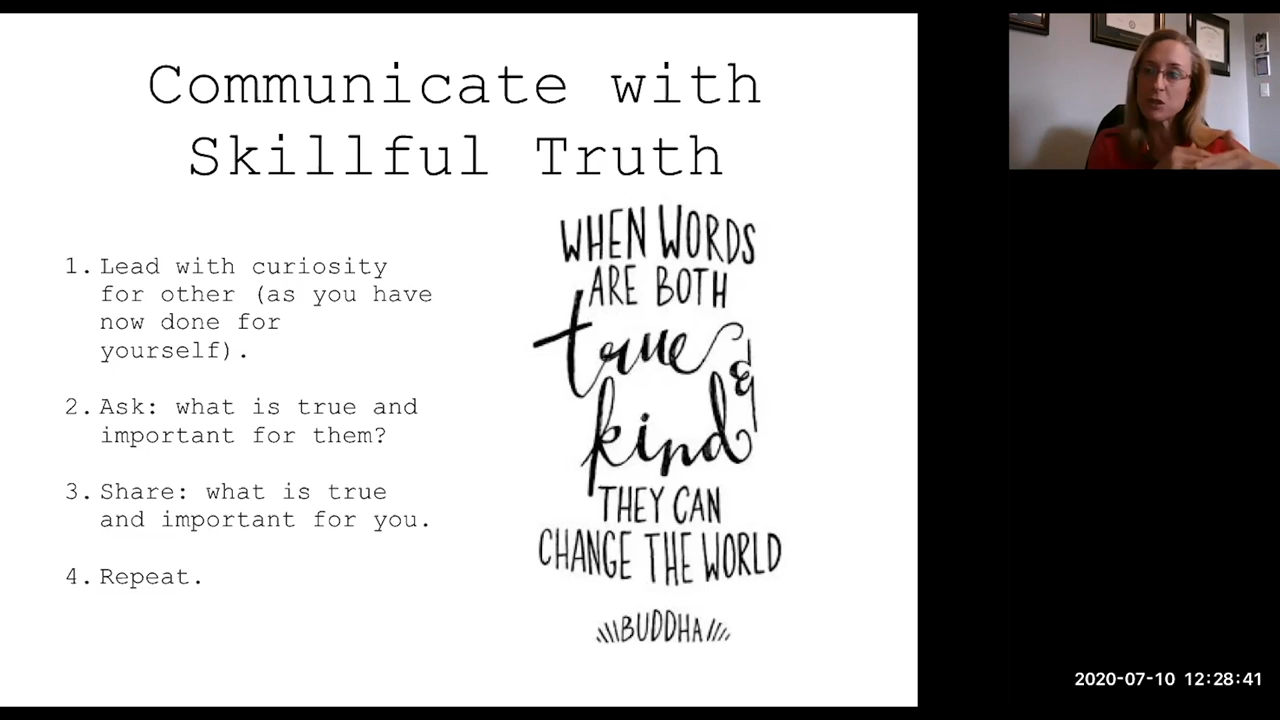 Communicate with
Skillful Truth
1. Lead with curiosity
for other (as you have
now done for
yourself).
2. Ask: what is true and
important for them?
3. Share: what is true
and important for you.
4. Repeat.
WHEN WORDS
ARE BOTH
true &
kind
THEY CAN
CHANGE THE WORLD
BUDDHA
2020-07-10 12:28:41